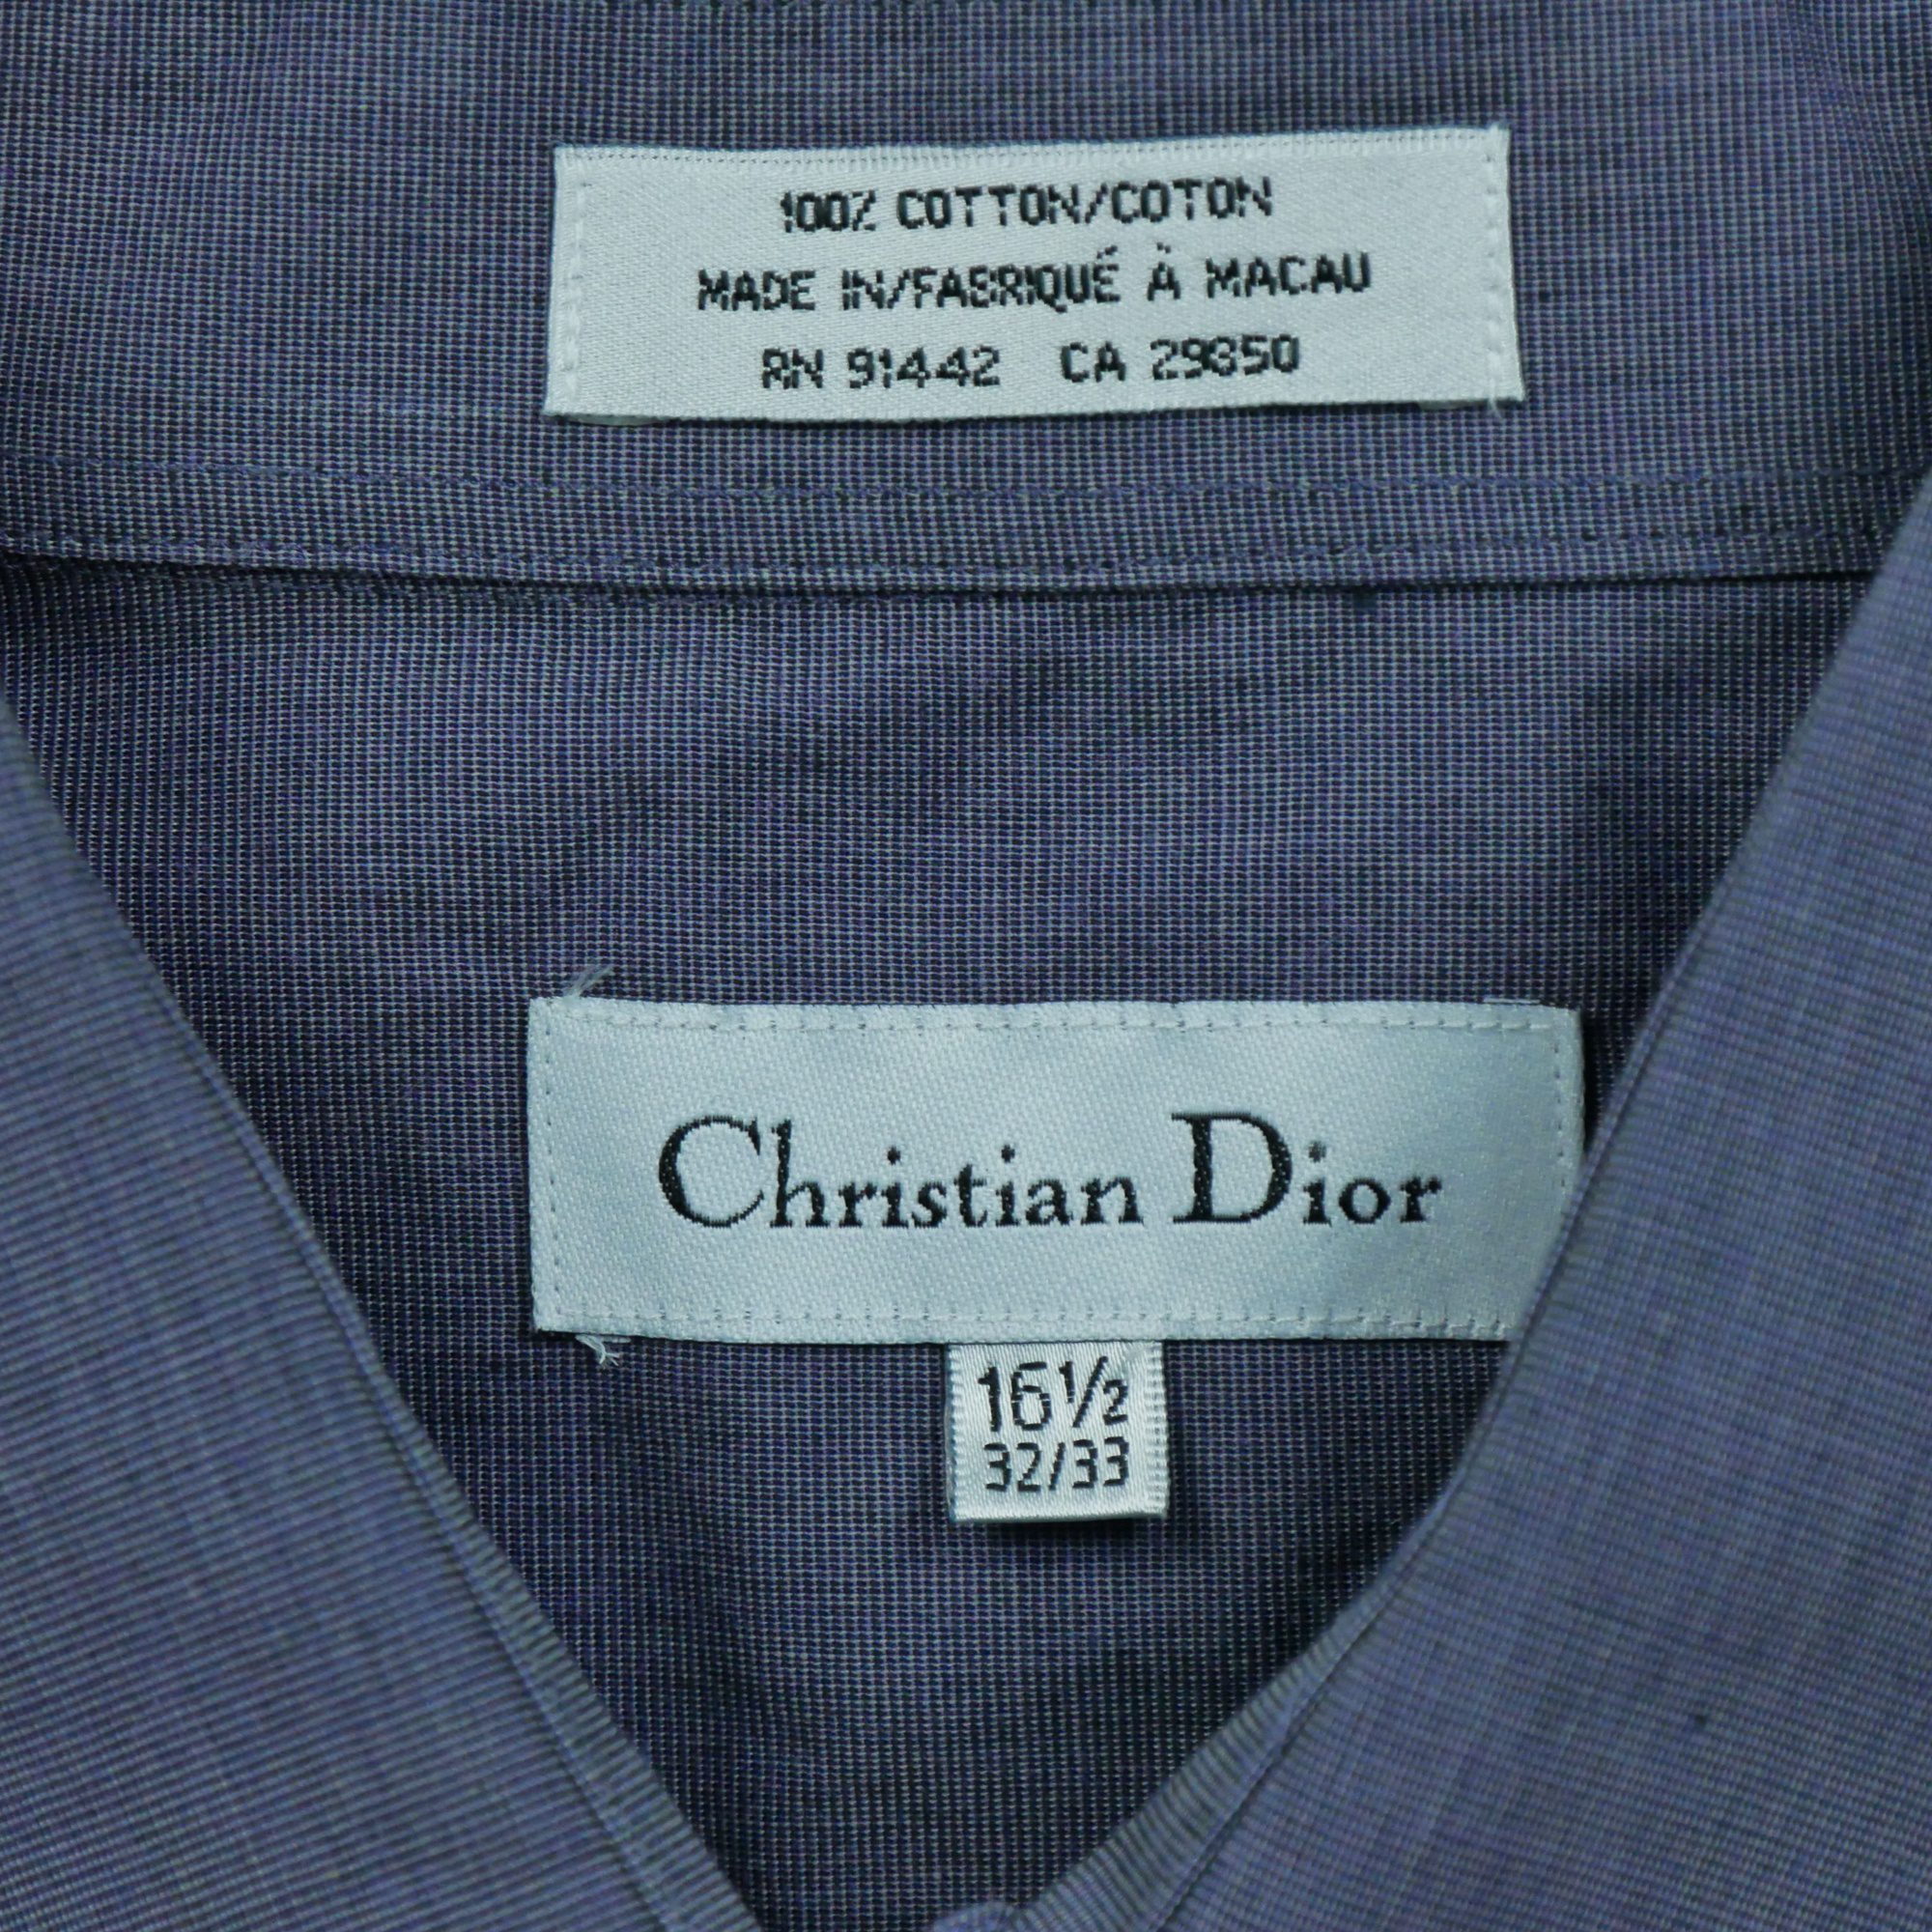 100% COTTON/COTON
MADE IN/FABRIQUÉ À MACAU
RN 91442 CA 29850
Christian Dior
16½
32/33